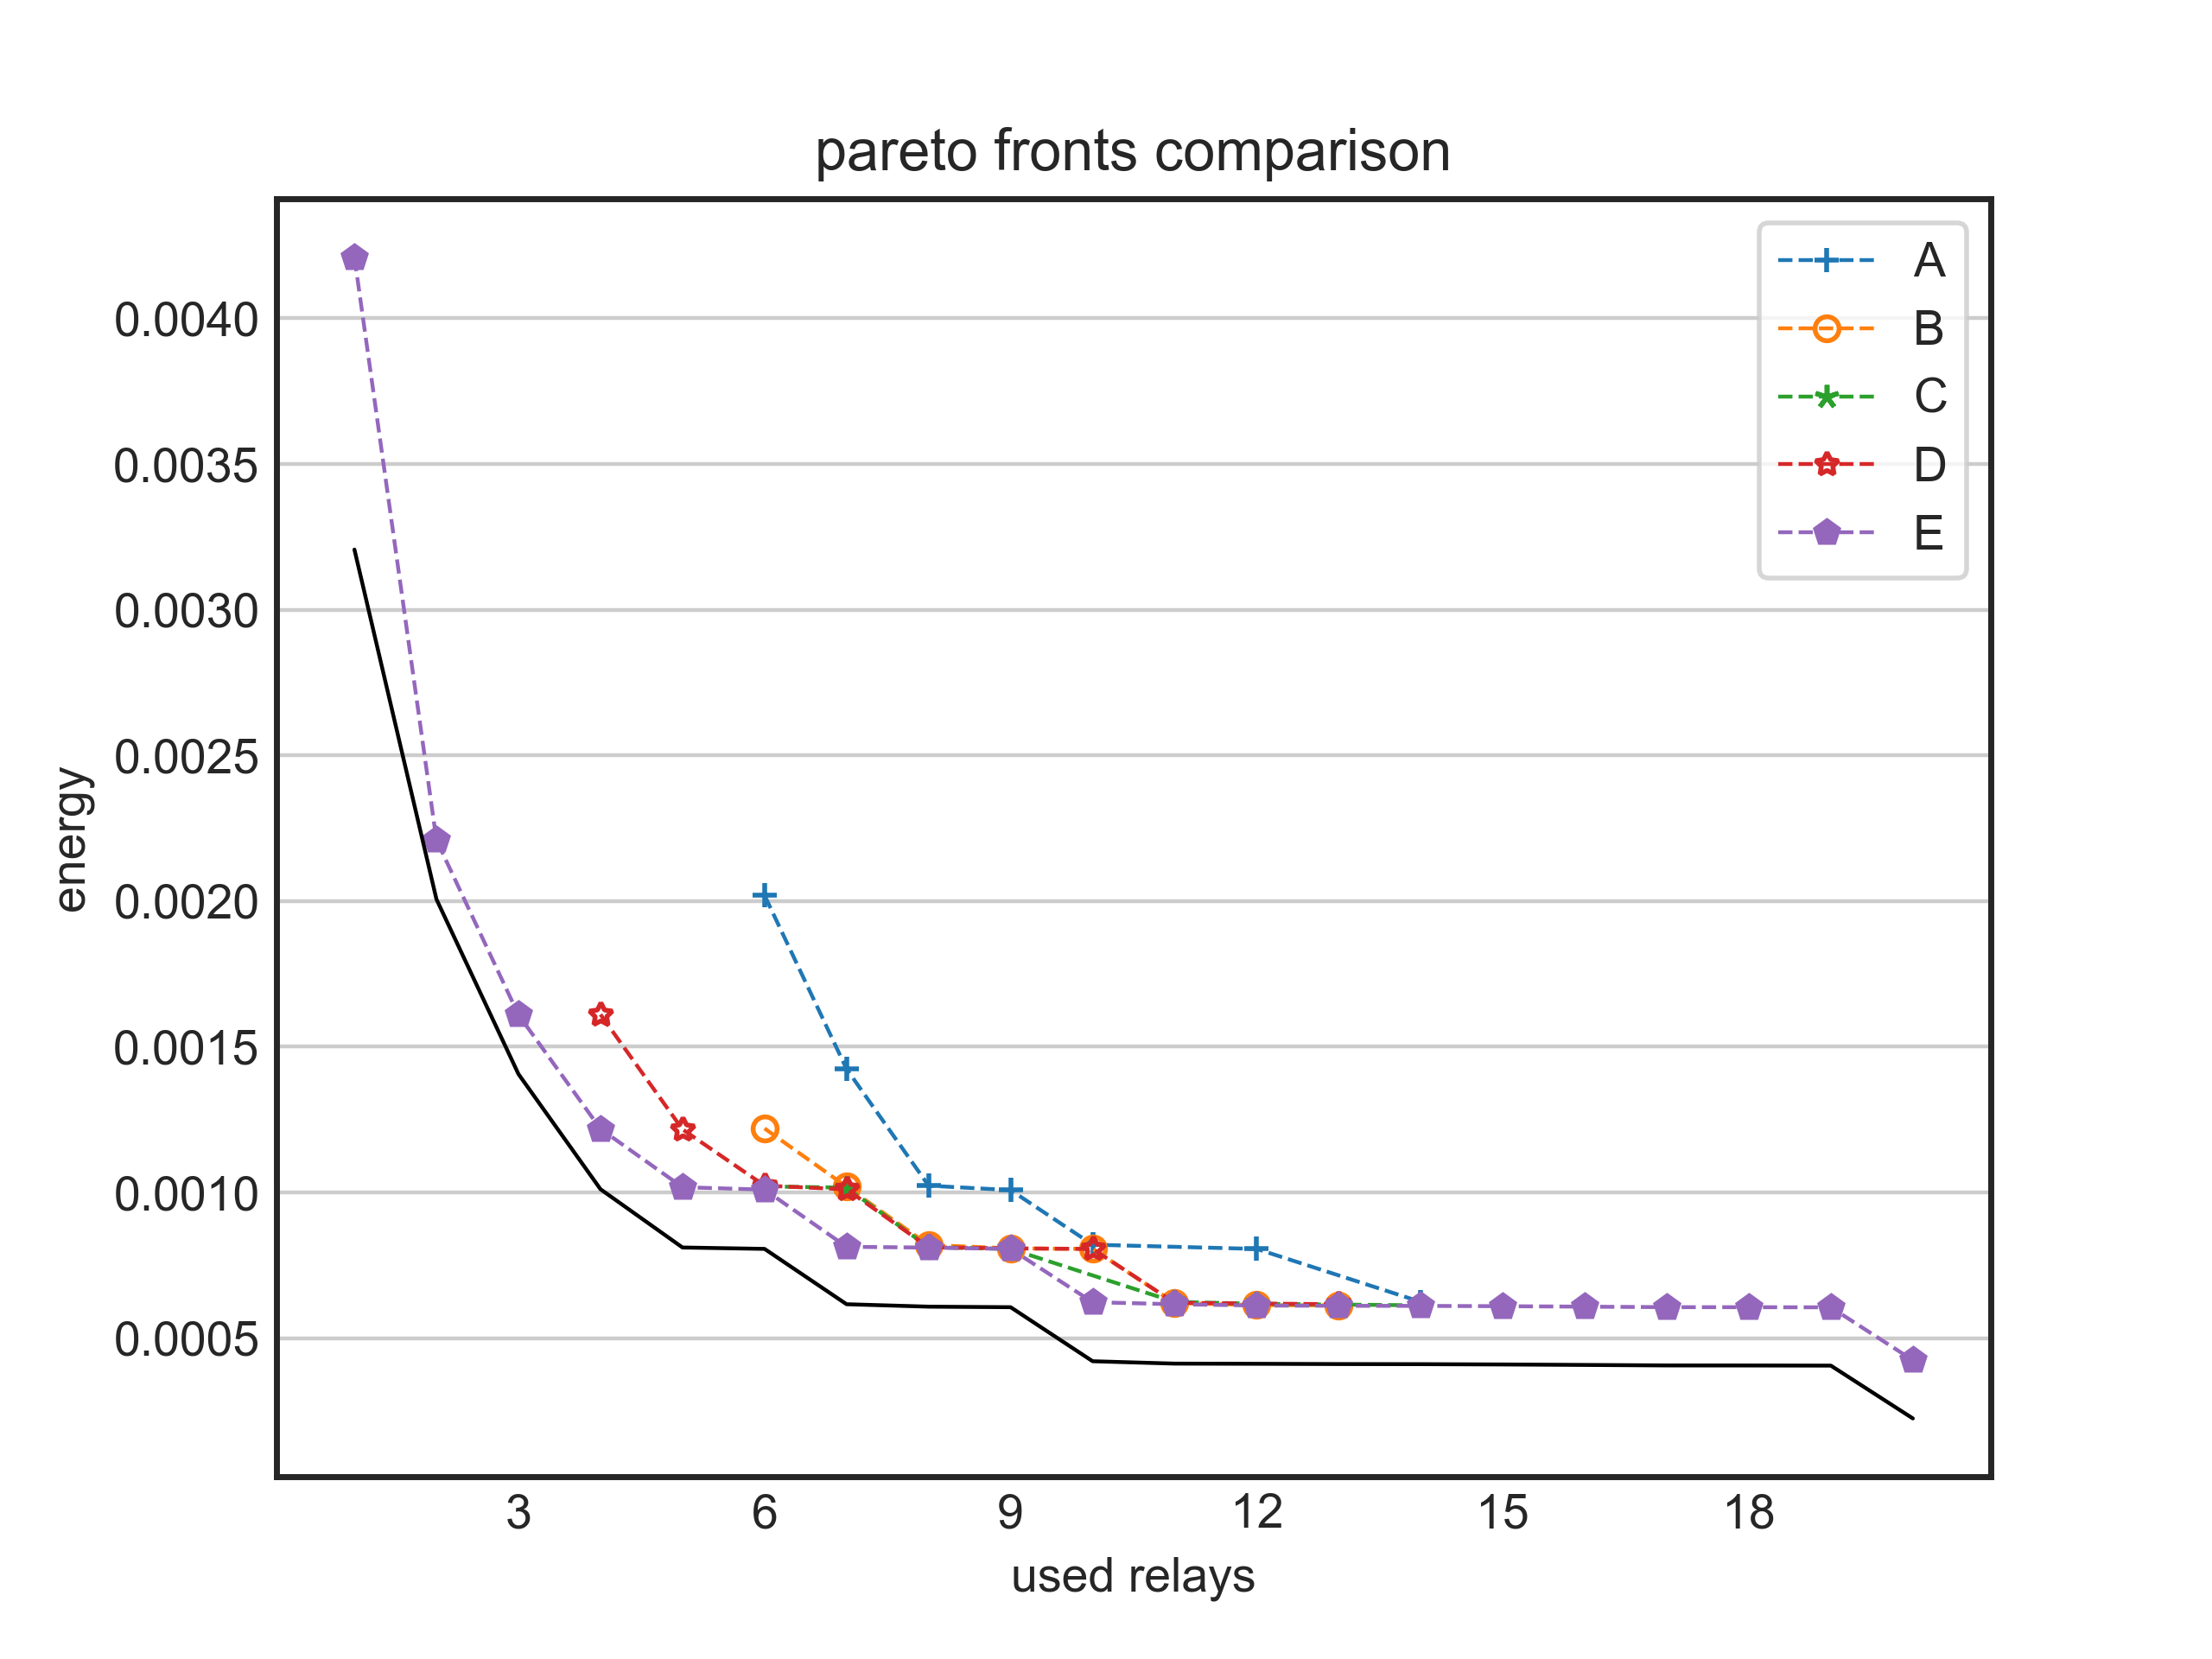 pareto fronts comparison
A
B
C
D
E
0.0040
0.0035
0.0030
0.0025
0.0020
0.0015
0.0010
0.0005
energy
3 6 9 12 15 18
used relays